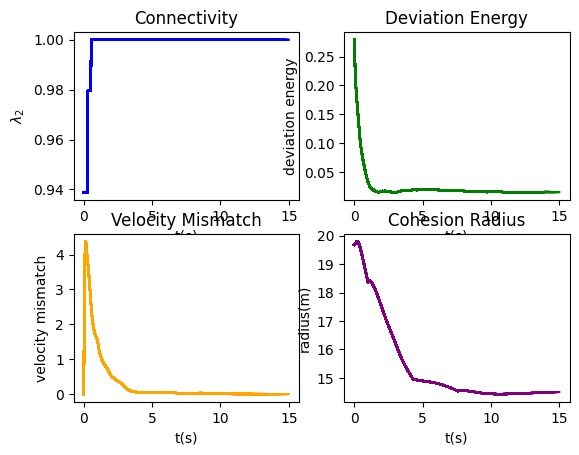 Connectivity
1.00
0.98
0.96
0.94
λ2
0 5 10 15
t(s)
Deviation Energy
0.25
0.20
0.15
0.10
0.05
deviation energy
0 5 10 15
t(s)
Velocity Mismatch
4
3
2
1
0
velocity mismatch
0 5 10 15
t(s)
Cohesion Radius
20
19
18
17
16
15
radius(m)
0 5 10 15
t(s)